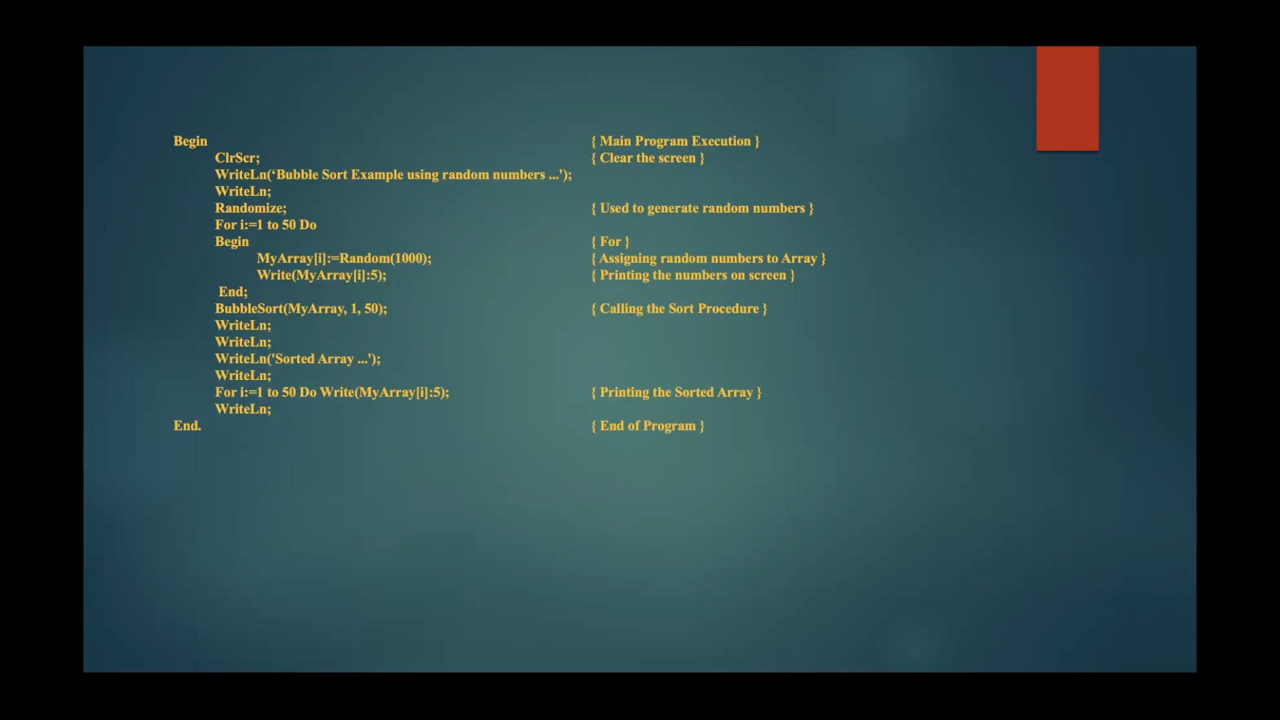 Begin { Main Program Execution }
ClrScr; { Clear the screen }
WriteLn(‘Bubble Sort Example using random numbers ...');
WriteLn;
Randomize; { Used to generate random numbers }
For i:=1 to 50 Do
Begin { For }
MyArray[i]:=Random(1000); { Assigning random numbers to Array }
Write(MyArray[i]:5); { Printing the numbers on screen }
End;
BubbleSort(MyArray, 1, 50); { Calling the Sort Procedure }
WriteLn;
WriteLn;
WriteLn('Sorted Array ...');
WriteLn;
For i:=1 to 50 Do Write(MyArray[i]:5); { Printing the Sorted Array }
WriteLn;
End. { End of Program }